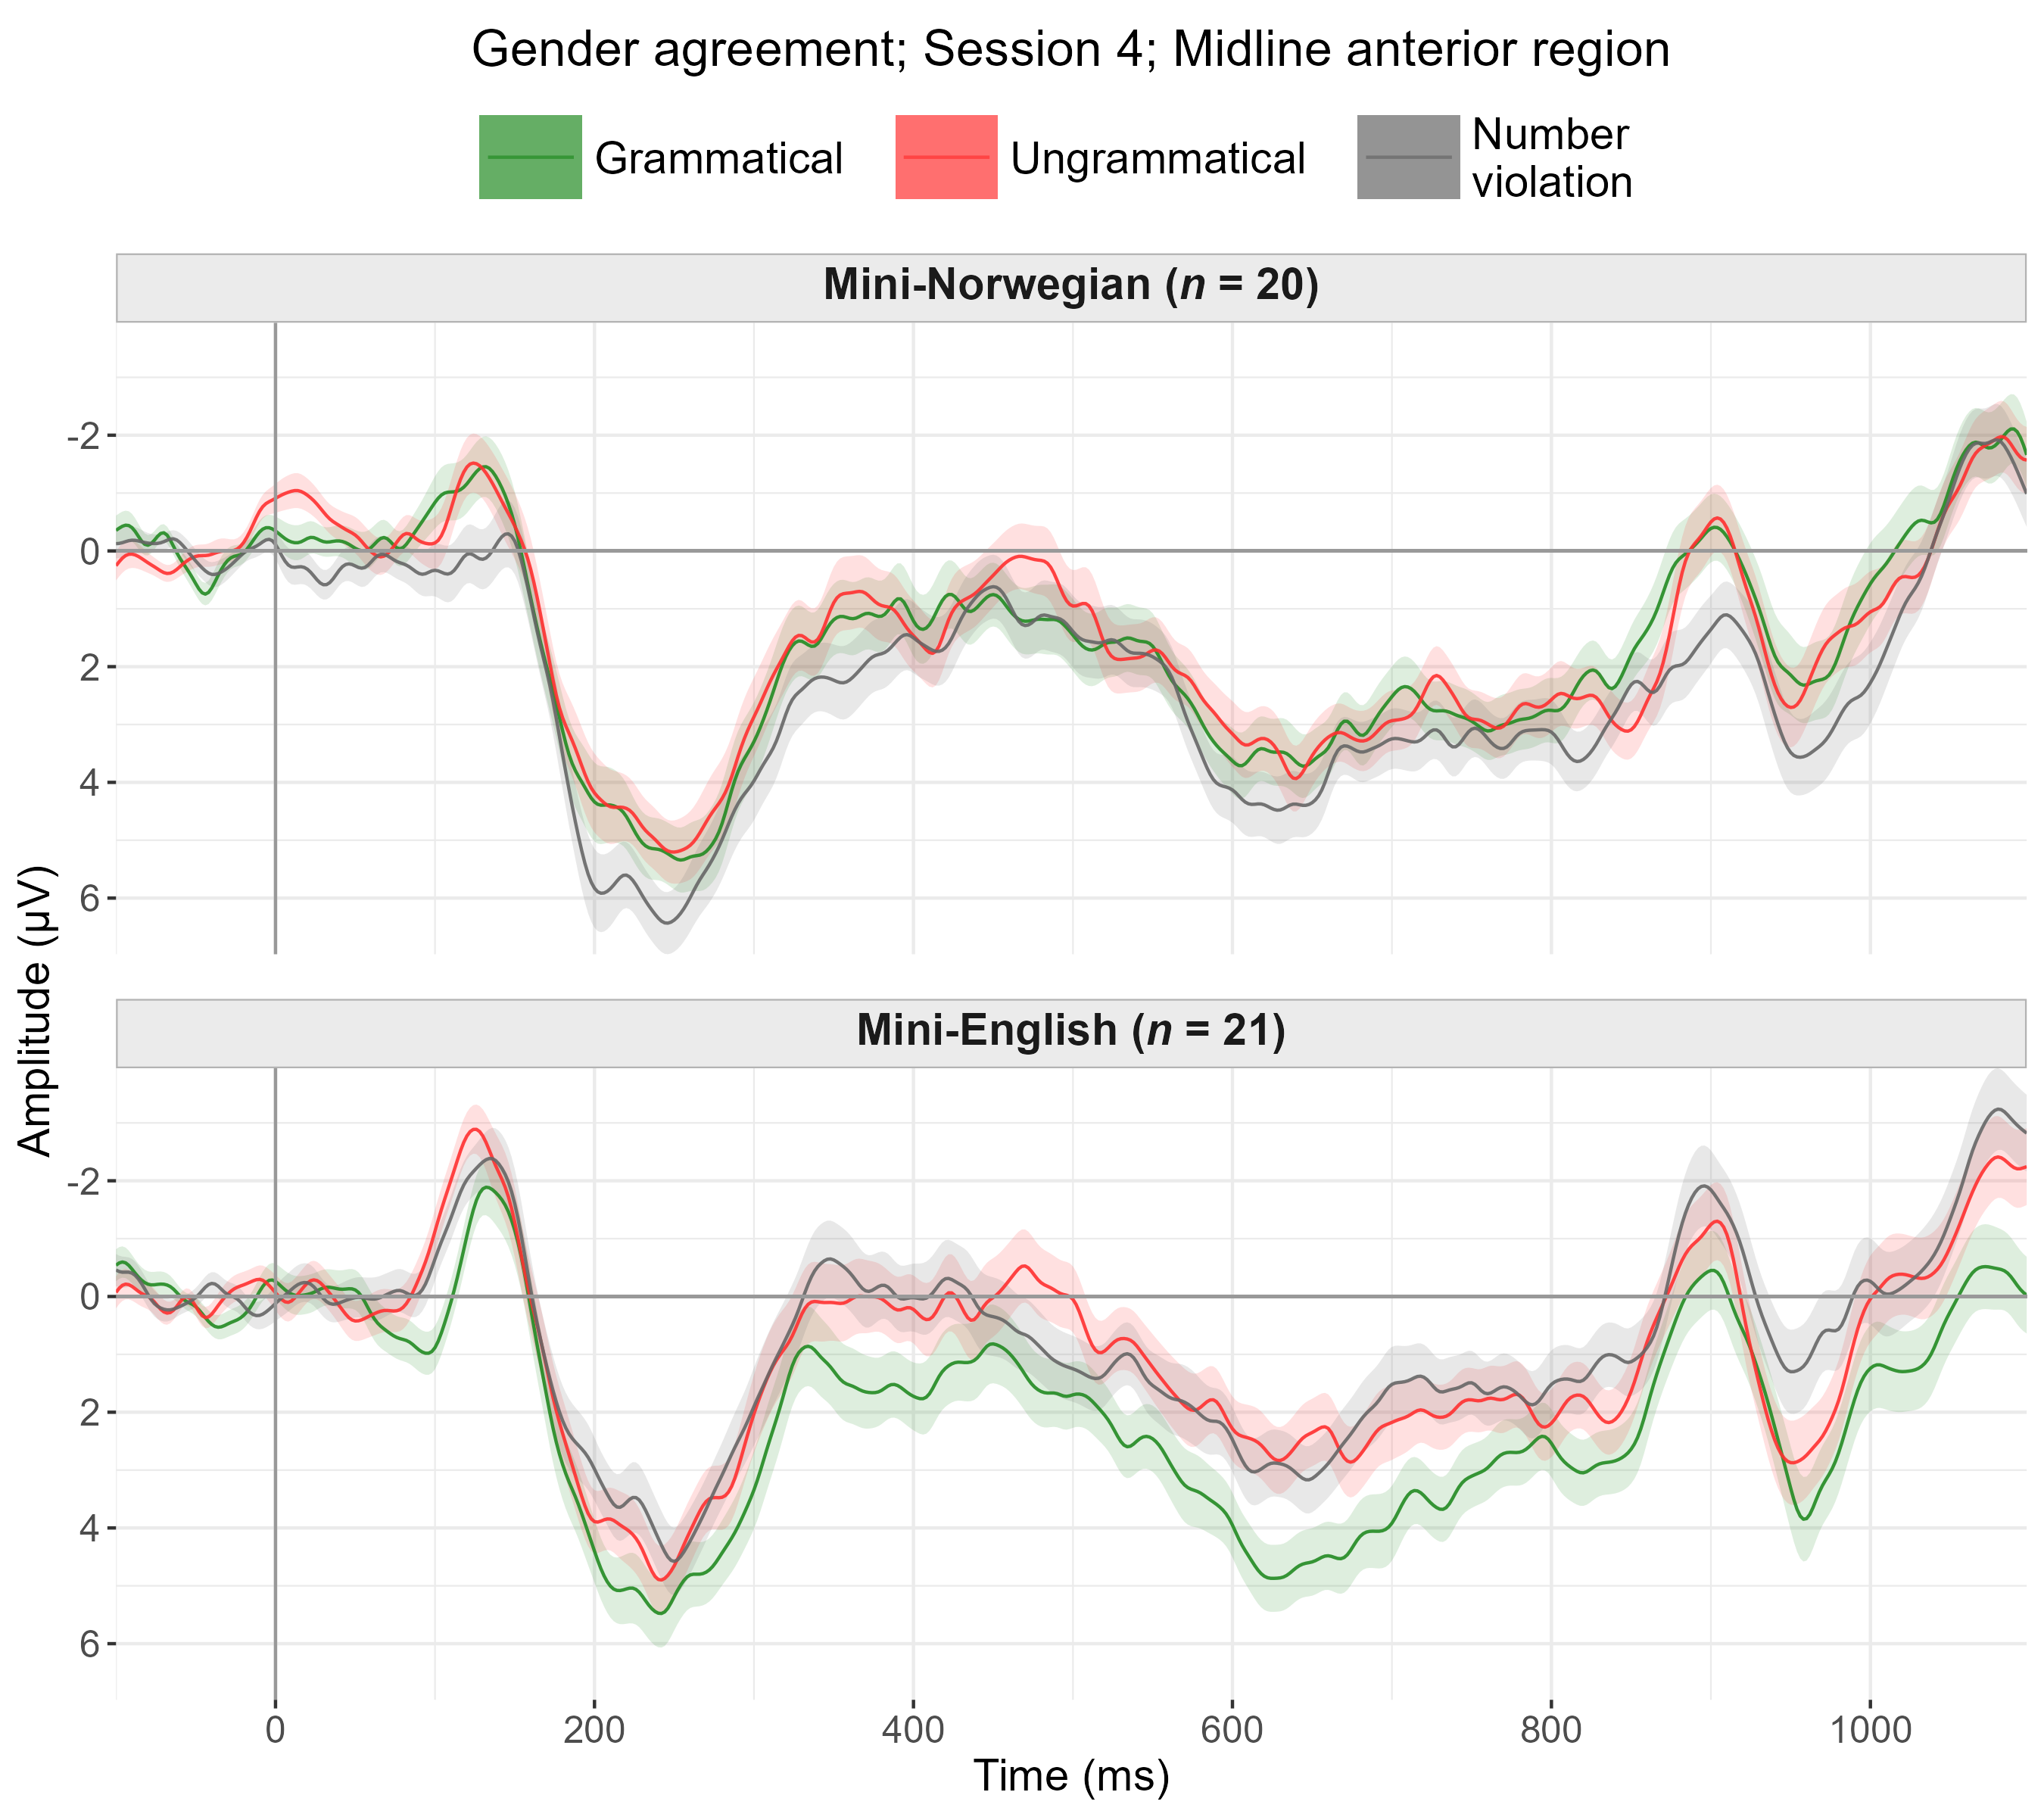 Gender agreement; Session 4; Midline anterior region
Grammatical
Ungrammatical
Number
violation
Mini-Norwegian (n = 20)
-2
0
2
4
6
Amplitude (µV)
Mini-English (n = 21)
-2
0
2
4
6
0 200 400 600 800 1000
Time (ms)